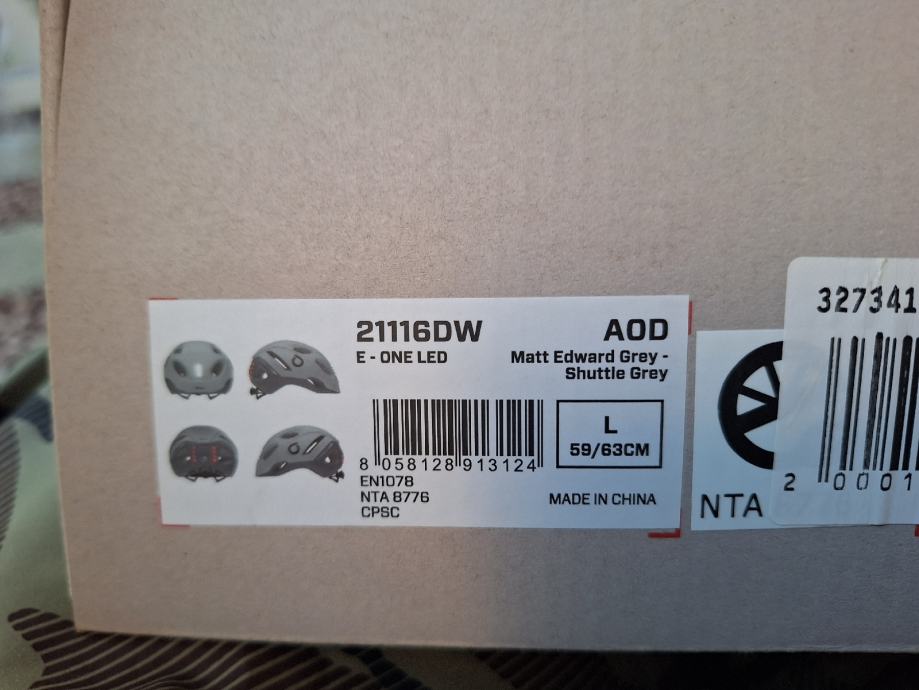 21116DW
E - ONE LED
AOD
Matt Edward Grey -
Shuttle Grey
8 058128 913124
L
59/63CM
EN1078
NTA 8776
CPSC
MADE IN CHINA
NTA
327341
2 0001